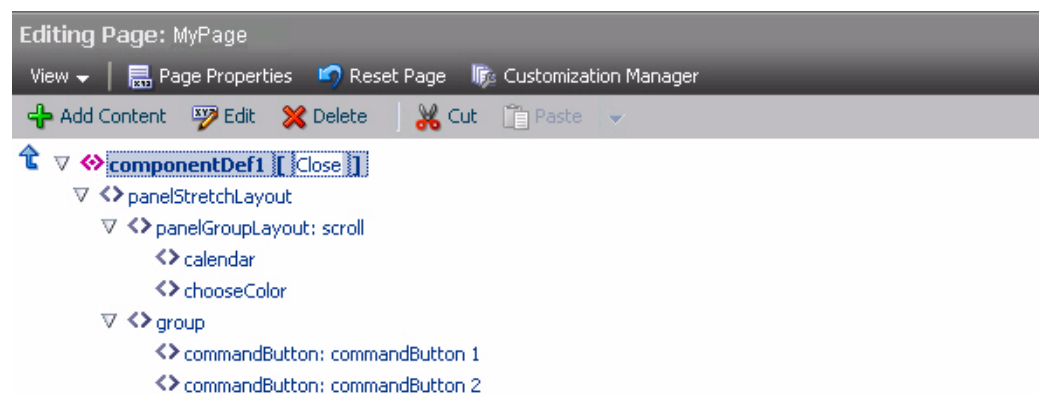 Editing Page: MyPage
View Page Properties Reset Page Customization Manager
Add Content Edit Delete Cut Paste
componentDef1 [ Close ]
panelStretchLayout
panelGroupLayout: scroll
calendar
chooseColor
group
commandButton: commandButton 1
commandButton: commandButton 2